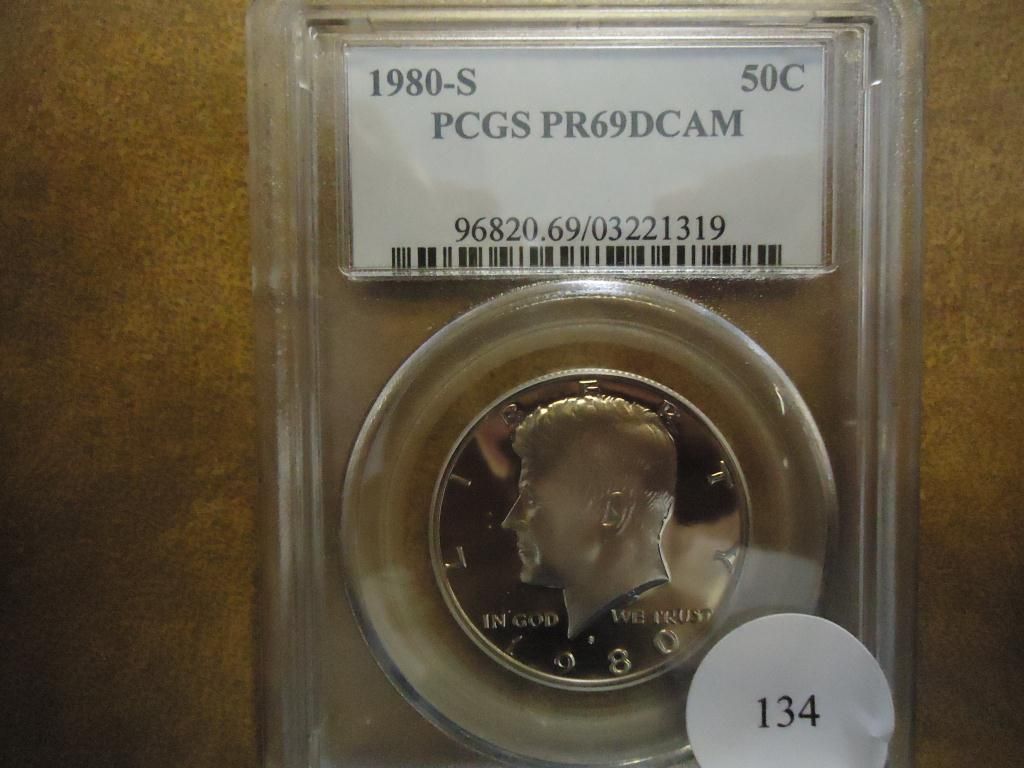 1980-S 50C
PCGS PR69DCAM
96820.69/03221319
LIBERTY
IN GOD WE TRUST
S
1980
134